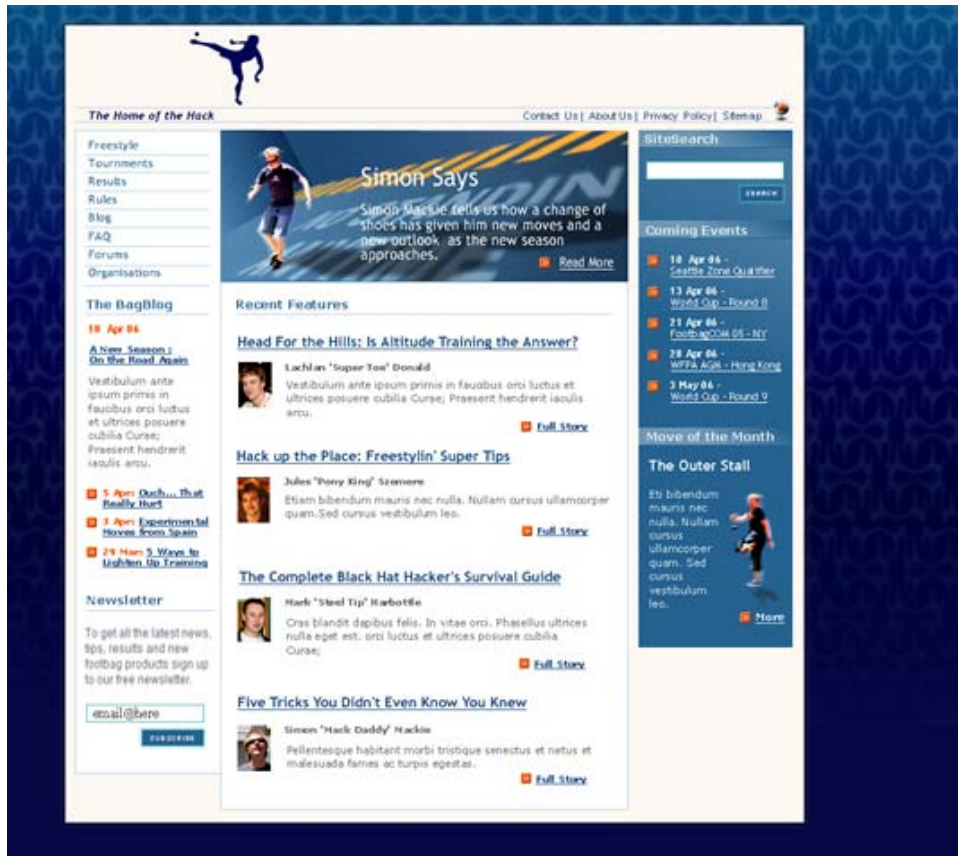 The Home of the Hack
Contact Us | About Us | Privacy Policy | Sitemap
Freestyle
Tournments
Results
Rules
Blog
FAQ
Forums
Organisations
The BagBlog
10 Apr 06
A New Season :
On the Road Again
Vestibulum ante
ipsum primis in
faucibus orci luctus
et ultrices posuere
cubilia Curae;
Praesent hendrerit
iaculis arcu.
5 Apr: Ouch... That
Really Hurt
3 Apr: Experimental
Moves from Spain
29 Mar: 5 Ways to
Lighten Up Training
Newsletter
To get all the latest news,
tips, results and new
footbag products sign up
to our free newsletter.
email@here
SUBSCRIBE
Simon Says
Simon Mackie tells us how a change of
shoes has given him new moves and a
new outlook as the new season
approaches.
Read More
Recent Features
Head For the Hills: Is Altitude Training the Answer?
Lachlan 'Super Toe' Donald
Vestibulum ante ipsum primis in faucibus orci luctus et
ultrices posuere cubilia Curae; Praesent hendrerit iaculis
arcu.
Full Story
Hack up the Place: Freestylin' Super Tips
Jules 'Pony King' Szemere
Etiam bibendum mauris nec nulla. Nullam cursus ullamcorper
quam.Sed cursus vestibulum leo.
Full Story
The Complete Black Hat Hacker's Survival Guide
Mark 'Steel Tip' Harbottle
Cras blandit dapibus felis. In vitae orci. Phasellus ultrices
nulla eget est. orci luctus et ultrices posuere cubilia
Curae;
Full Story
Five Tricks You Didn't Even Know You Knew
Simon 'Mack Daddy' Mackie
Pellentesque habitant morbi tristique senectus et netus et
malesuada fames ac turpis egestas.
Full Story
SiteSearch
SEARCH
Coming Events
10 Apr 06 -
Seattle Zone Qualifier
13 Apr 06 -
World Cup - Round 8
21 Apr 06 -
FootbagCOM 05 - NY
28 Apr 06 -
WFPA AGM - Hong Kong
3 May 06 -
World Cup - Round 9
Move of the Month
The Outer Stall
Eti bibendum
mauris nec
nulla. Nullam
cursus
ullamcorper
quam. Sed
cursus
vestibulum
leo.
More